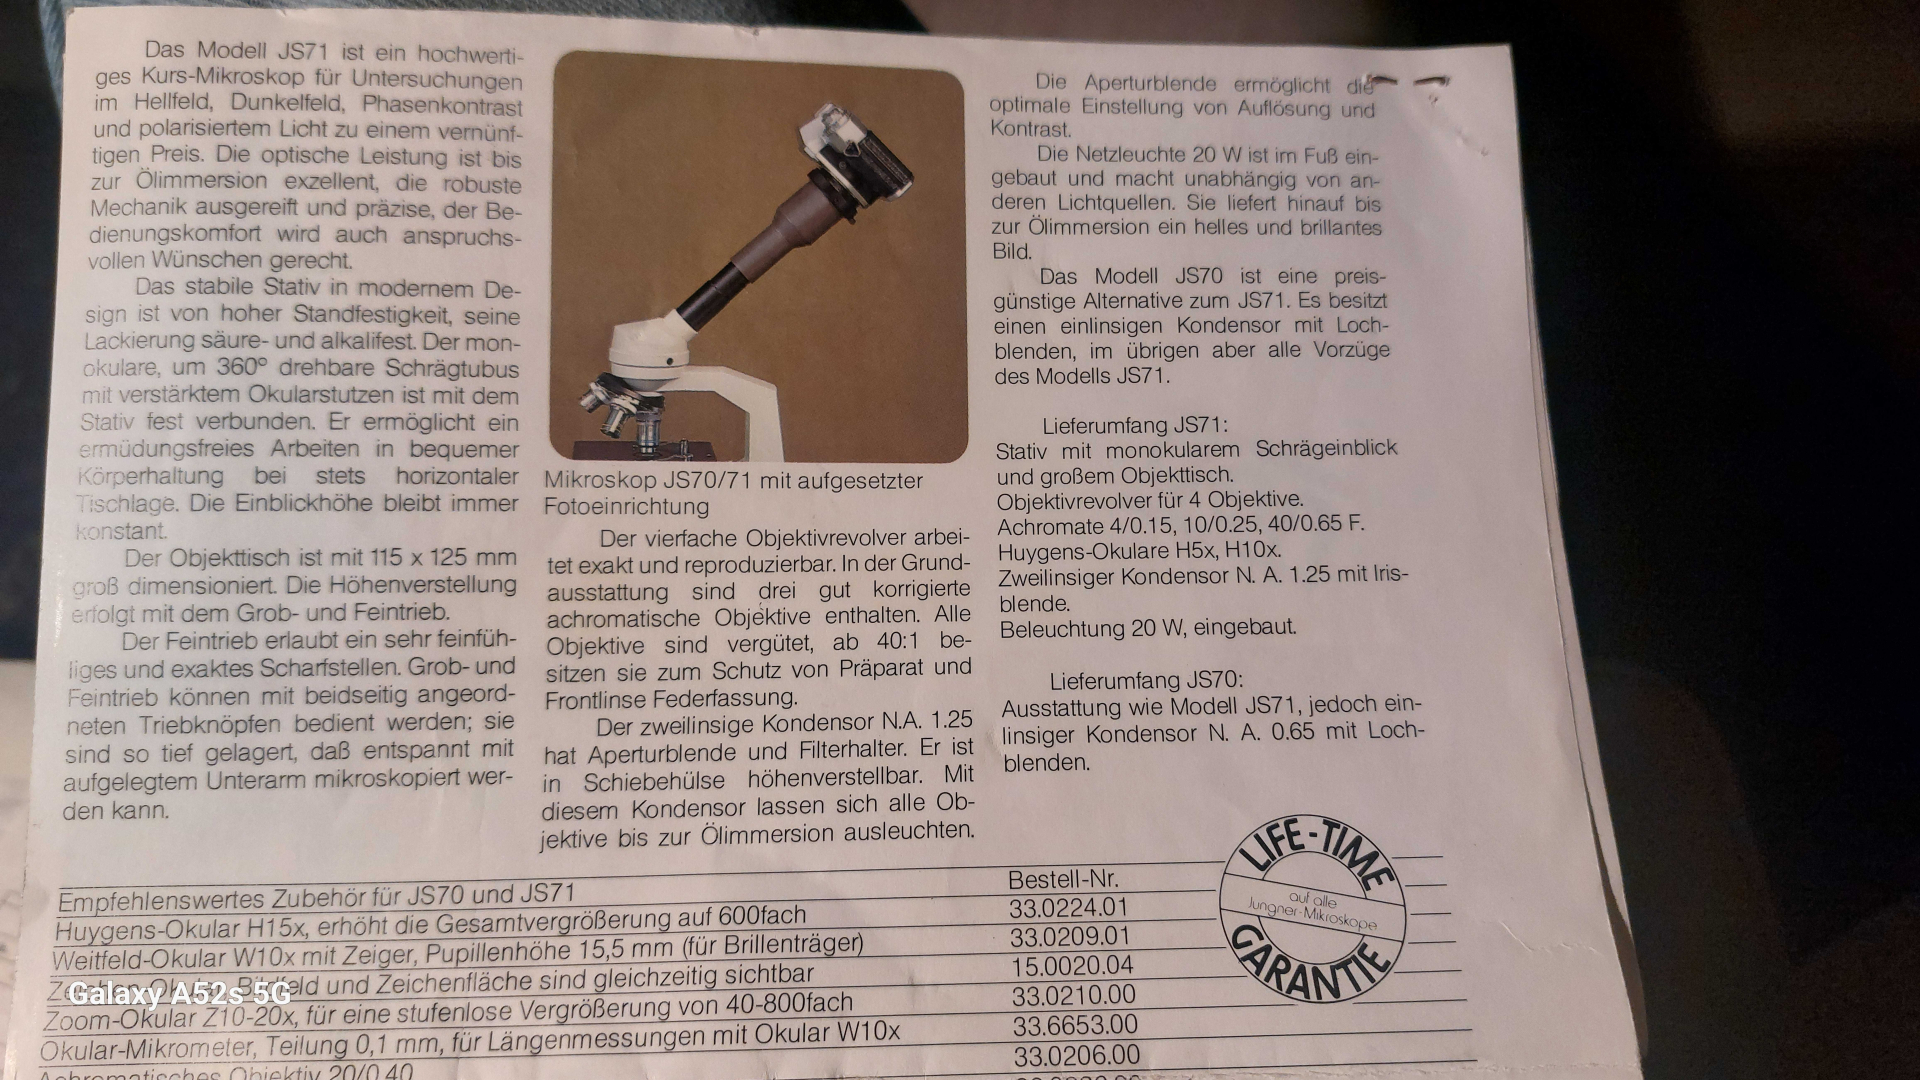 Das Modell JS71 ist ein hochwerti-
ges Kurs-Mikroskop für Untersuchungen
im Hellfeld, Dunkelfeld, Phasenkontrast
und polarisiertem Licht zu einem vernünf-
tigen Preis. Die optische Leistung ist bis
zur Ölimmersion exzellent, die robuste
Mechanik ausgereift und präzise, der Be-
dienungskomfort wird auch anspruchs-
vollen Wünschen gerecht.
Das stabile Stativ in modernem De-
sign ist von hoher Standfestigkeit, seine
Lackierung säure- und alkalifest. Der mon-
okulare, um 360° drehbare Schrägtubus
mit verstärktem Okularstutzen ist mit dem
Stativ fest verbunden. Er ermöglicht ein
ermüdungsfreies Arbeiten in bequemer
Körperhaltung bei stets horizontaler
Tischlage. Die Einblickhöhe bleibt immer
konstant.
Der Objekttisch ist mit 115 x 125 mm
groß dimensioniert. Die Höhenverstellung
erfolgt mit dem Grob- und Feintrieb.
Der Feintrieb erlaubt ein sehr feinfüh-
liges und exaktes Scharfstellen. Grob- und
Feintrieb können mit beidseitig angeord-
neten Triebknöpfen bedient werden; sie
sind so tief gelagert, daß entspannt mit
aufgelegtem Unterarm mikroskopiert wer-
den kann.
Mikroskop JS70/71 mit aufgesetzter
Fotoeinrichtung
Der vierfache Objektivrevolver arbei-
tet exakt und reproduzierbar. In der Grund-
ausstattung sind drei gut korrigierte
achromatische Objektive enthalten. Alle
Objektive sind vergütet, ab 40:1 be-
sitzen sie zum Schutz von Präparat und
Frontlinse Federfassung.
Der zweilinsige Kondensor N.A. 1.25
hat Aperturblende und Filterhalter. Er ist
in Schiebehülse höhenverstellbar. Mit
diesem Kondensor lassen sich alle Ob-
jektive bis zur Ölimmersion ausleuchten.
Die Aperturblende ermöglicht die
optimale Einstellung von Auflösung und
Kontrast.
Die Netzleuchte 20 W ist im Fuß ein-
gebaut und macht unabhängig von an-
deren Lichtquellen. Sie liefert hinauf bis
zur Ölimmersion ein helles und brillantes
Bild.
Das Modell JS70 ist eine preis-
günstige Alternative zum JS71. Es besitzt
einen einlinsigen Kondensor mit Loch-
blenden, im übrigen aber alle Vorzüge
des Modells JS71.
Lieferumfang JS71:
Stativ mit monokularem Schrägeinblick
und großem Objekttisch.
Objektivrevolver für 4 Objektive.
Achromate 4/0.15, 10/0.25, 40/0.65 F.
Huygens-Okulare H5x, H10x.
Zweilinsiger Kondensor N. A. 1.25 mit Iris-
blende.
Beleuchtung 20 W, eingebaut.
Lieferumfang JS70:
Ausstattung wie Modell JS71, jedoch ein-
linsiger Kondensor N. A. 0.65 mit Loch-
blenden.
LIFE-TIME
auf alle
Jungner-Mikroskope
GARANTIE
Empfehlenswertes Zubehör für JS70 und JS71 Bestell-Nr.
Huygens-Okular H15x, erhöht die Gesamtvergrößerung auf 600fach 33.0224.01
Weitfeld-Okular W10x mit Zeiger, Pupillenhöhe 15,5 mm (für Brillenträger) 33.0209.01
Bildfeld und Zeichenfläche sind gleichzeitig sichtbar 15.0020.04
Zoom-Okular Z10-20x, für eine stufenlose Vergrößerung von 40-800fach 33.0210.00
Okular-Mikrometer, Teilung 0,1 mm, für Längenmessungen mit Okular W10x 33.6653.00
Achromatisches Objektiv 20/0.40 33.0206.00
Galaxy A52s 5G